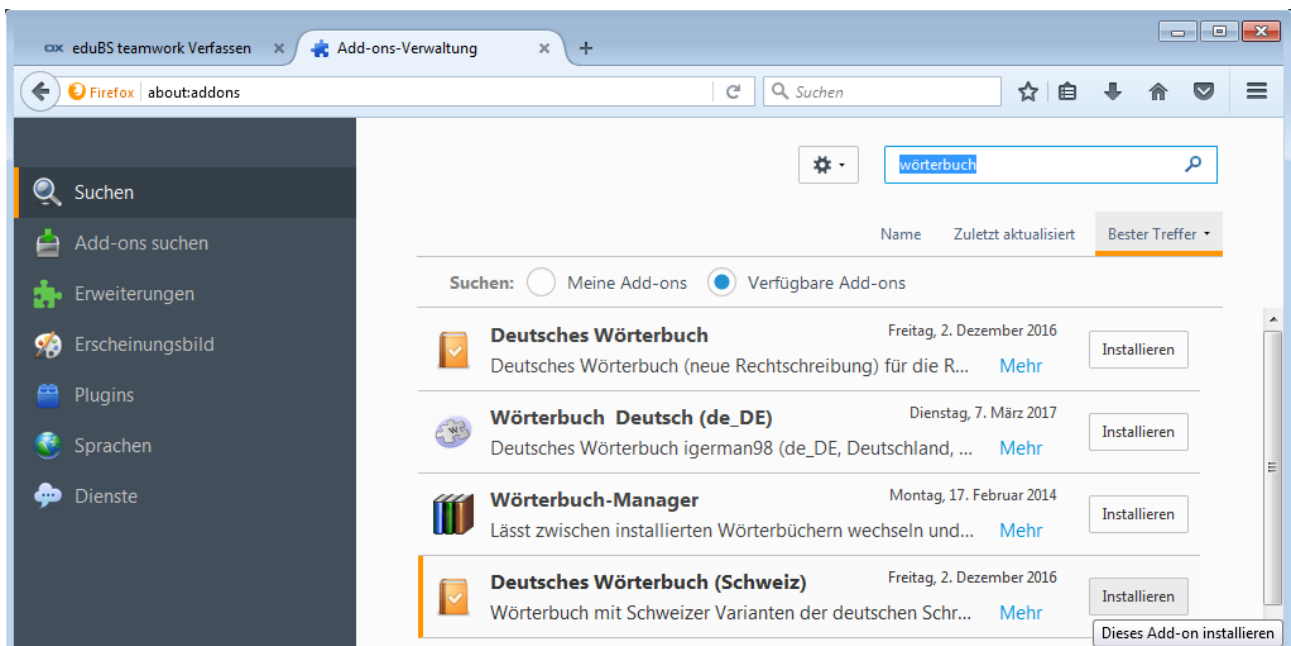 OX eduBS teamwork Verfassen
Add-ons-Verwaltung
Firefox about:addons
Suchen
Suchen
Add-ons suchen
Erweiterungen
Erscheinungsbild
Plugins
Sprachen
Dienste
wörterbuch
Name Zuletzt aktualisiert Bester Treffer
Suchen: Meine Add-ons Verfügbare Add-ons
Deutsches Wörterbuch Freitag, 2. Dezember 2016
Deutsches Wörterbuch (neue Rechtschreibung) für die R... Mehr
Installieren
Wörterbuch Deutsch (de_DE) Dienstag, 7. März 2017
Deutsches Wörterbuch igerman98 (de_DE, Deutschland, ... Mehr
Installieren
Wörterbuch-Manager Montag, 17. Februar 2014
Lässt zwischen installierten Wörterbüchern wechseln und... Mehr
Installieren
Deutsches Wörterbuch (Schweiz) Freitag, 2. Dezember 2016
Wörterbuch mit Schweizer Varianten der deutschen Schr... Mehr
Installieren
Dieses Add-on installieren